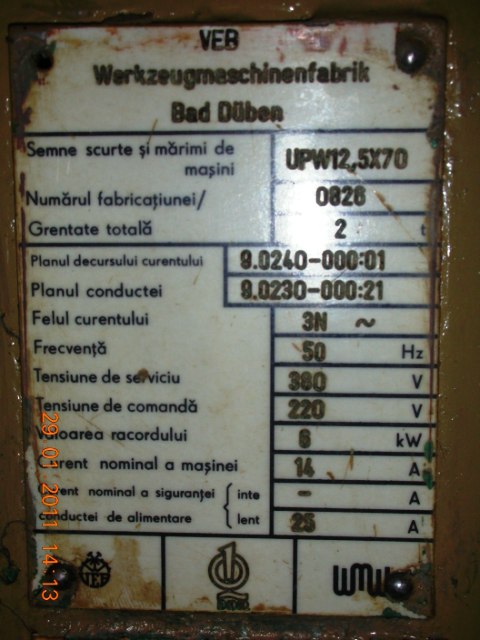 VEB
Werkzeugmaschinenfabrik
Bad Düben
Semne scurte și mărimi de mașini UPW12,5X70
Numărul fabricațiunei/ 0826
Grentate totală 2 t
Planul decursului curentului 9.0240-000:01
Planul conductei 9.0230-000:21
Felul curentului 3N ~
Frecvență 50 Hz
Tensiune de serviciu 380 V
Tensiune de comandă 220 V
Valoarea racordului 6 kW
Curent nominal a mașinei 14 A
Curent nominal a siguranței { inte - A
conductei de alimentare { lent 25 A
VEB
WMW
29 01 2011 14 13